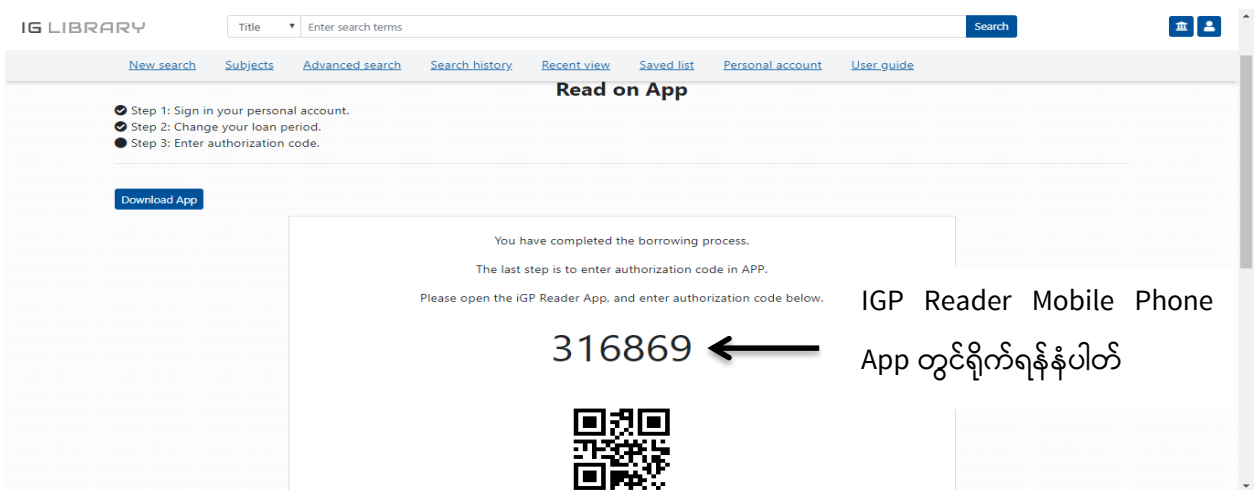 IG LIBRARY Title Enter search terms Search
New search Subjects Advanced search Search history Recent view Saved list Personal account User guide
Read on App
Step 1: Sign in your personal account.
Step 2: Change your loan period.
Step 3: Enter authorization code.
Download App
You have completed the borrowing process.
The last step is to enter authorization code in APP.
Please open the iGP Reader App, and enter authorization code below.
316869
IGP Reader Mobile Phone
App တွင်ရိုက်ရန်နံပါတ်